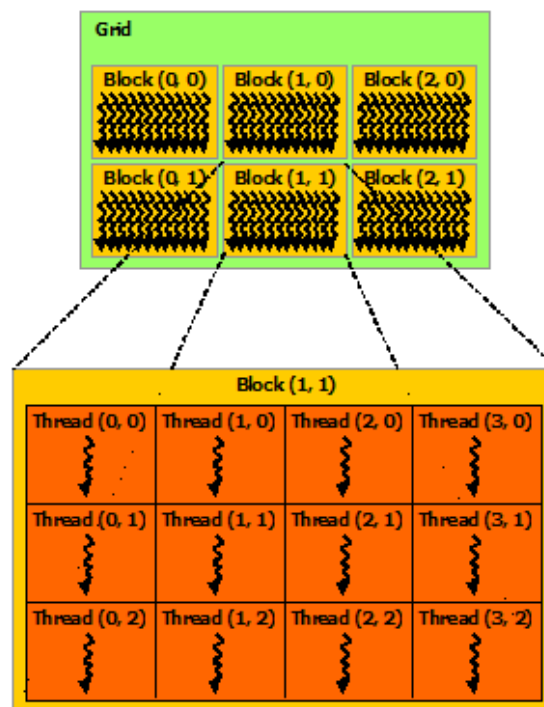 Grid
Block (0, 0) Block (1, 0) Block (2, 0)
Block (0, 1) Block (1, 1) Block (2, 1)
Block (1, 1)
Thread (0, 0) Thread (1, 0) Thread (2, 0) Thread (3, 0)
Thread (0, 1) Thread (1, 1) Thread (2, 1) Thread (3, 1)
Thread (0, 2) Thread (1, 2) Thread (2, 2) Thread (3, 2)